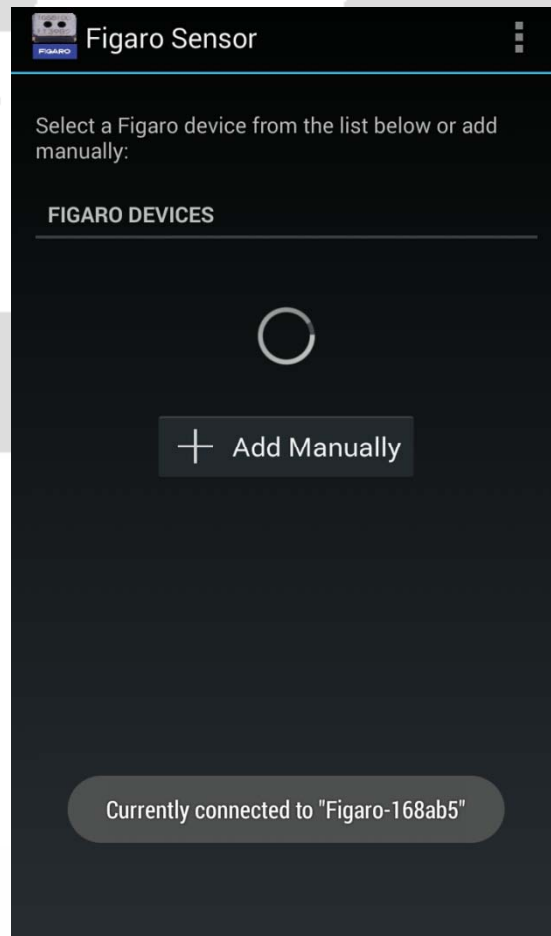 FIGARO
Figaro Sensor
Select a Figaro device from the list below or add
manually:
FIGARO DEVICES
Add Manually
Currently connected to "Figaro-168ab5"